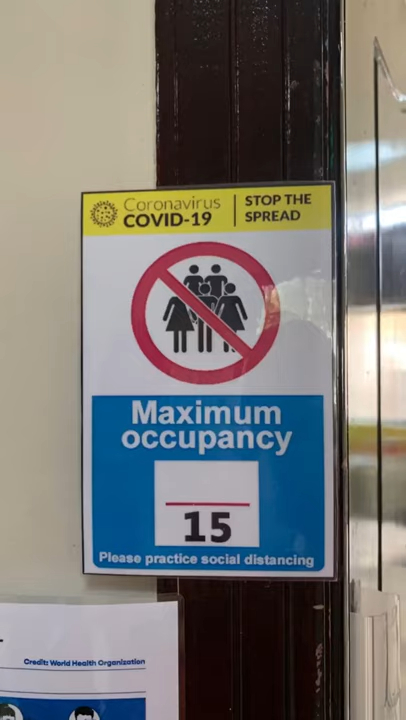 Coronavirus
COVID-19
STOP THE
SPREAD
Maximum
occupancy
15
Please practice social distancing
Credit: World Health Organization